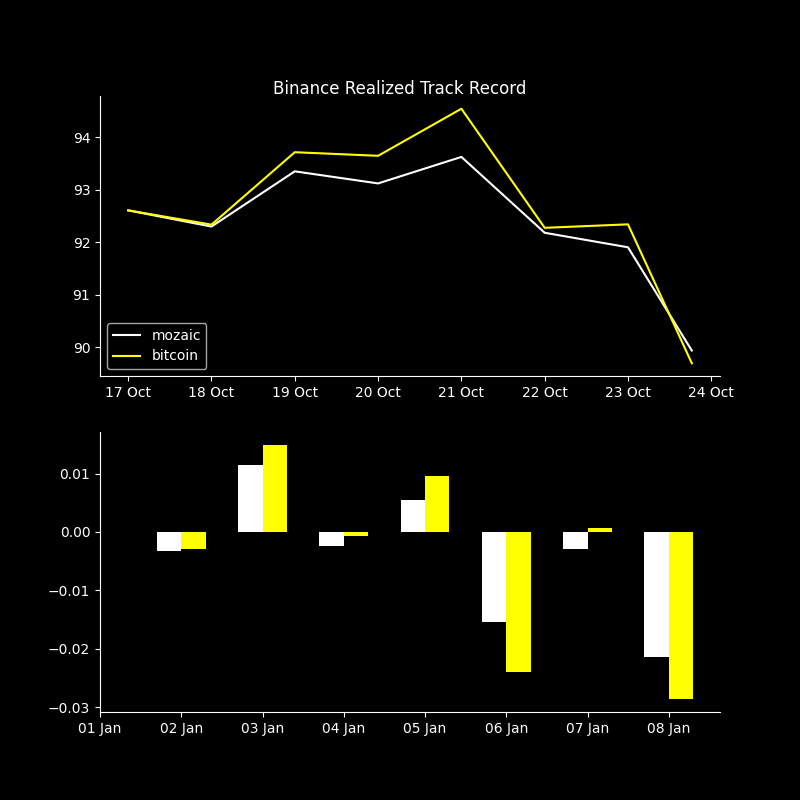 Binance Realized Track Record
94
93
92
91
90
mozaic
bitcoin
17 Oct 18 Oct 19 Oct 20 Oct 21 Oct 22 Oct 23 Oct 24 Oct
0.01
0.00
−0.01
−0.02
−0.03
01 Jan 02 Jan 03 Jan 04 Jan 05 Jan 06 Jan 07 Jan 08 Jan